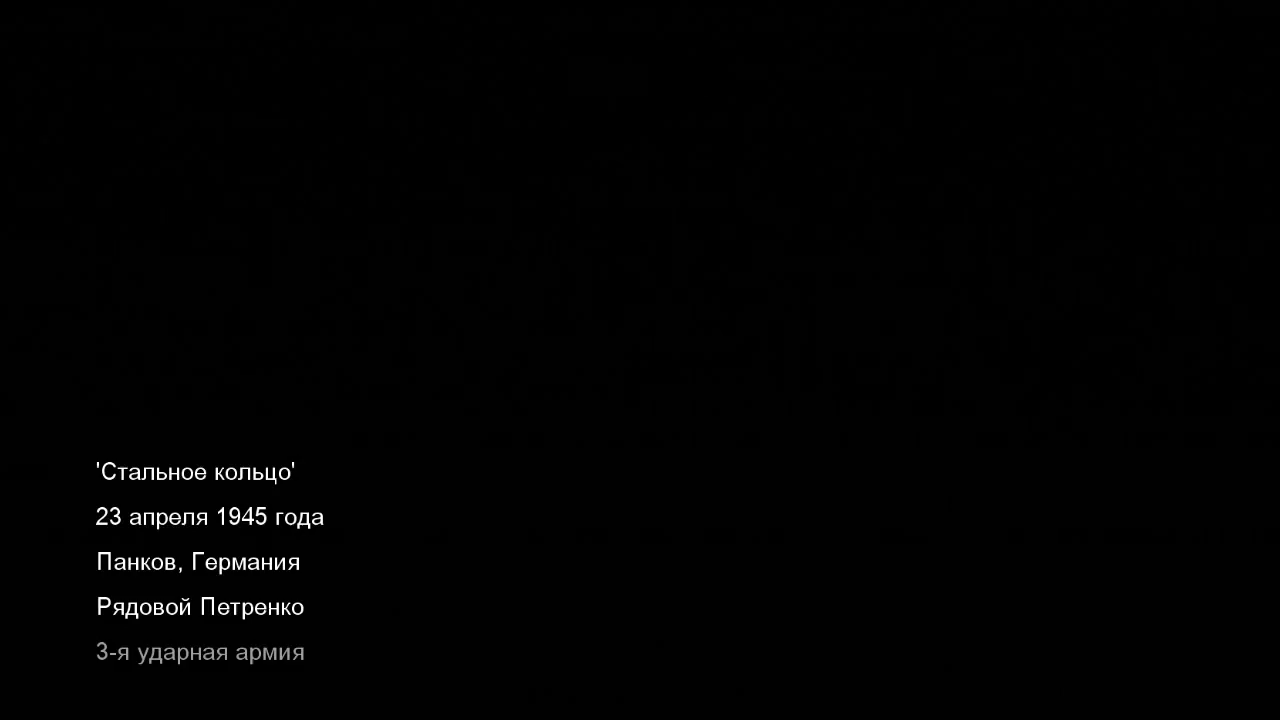 'Стальное кольцо'
23 апреля 1945 года
Панков, Германия
Рядовой Петренко
3-я ударная армия